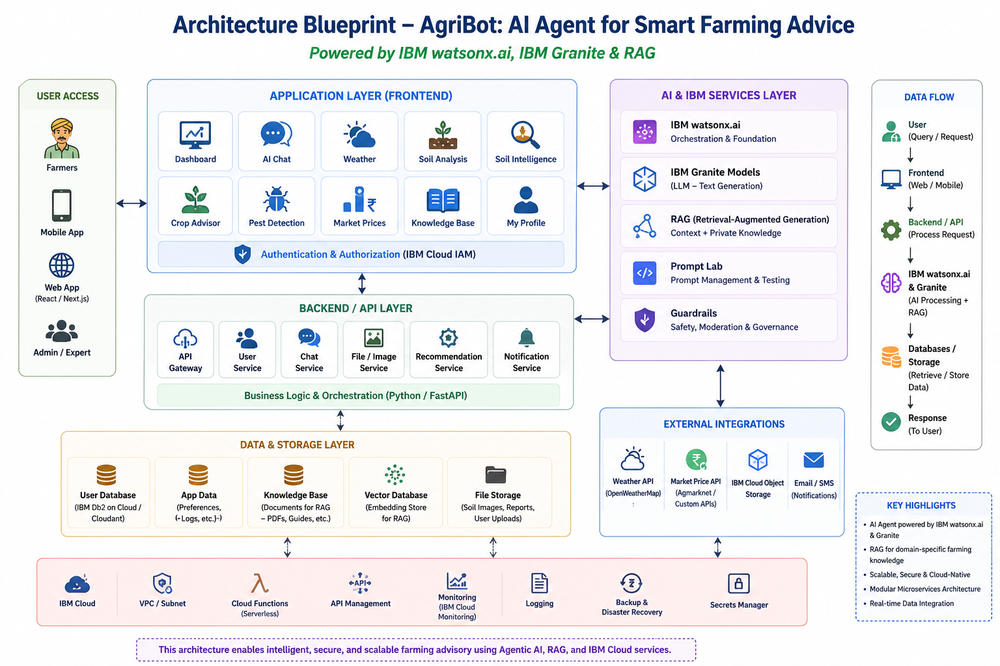 Architecture Blueprint – AgriBot: AI Agent for Smart Farming Advice
Powered by IBM watsonx.ai, IBM Granite & RAG
USER ACCESS
Farmers
Mobile App
Web App
(React / Next.js)
Admin / Expert
APPLICATION LAYER (FRONTEND)
Dashboard
AI Chat
Weather
Soil Analysis
Soil Intelligence
Crop Advisor
Pest Detection
₹
Market Prices
Knowledge Base
My Profile
Authentication & Authorization (IBM Cloud IAM)
BACKEND / API LAYER
API
Gateway
User
Service
Chat
Service
File / Image
Service
Recommendation
Service
Notification
Service
Business Logic & Orchestration (Python / FastAPI)
DATA & STORAGE LAYER
User Database
(IBM Db2 on Cloud /
Cloudant)
App Data
(Preferences,
(-Logs, etc.)-)
Knowledge Base
(Documents for RAG
– PDFs, Guides, etc.)
Vector Database
(Embedding Store
for RAG)
File Storage
(Soil Images, Reports,
User Uploads)
AI & IBM SERVICES LAYER
IBM watsonx.ai
Orchestration & Foundation
IBM Granite Models
(LLM – Text Generation)
RAG (Retrieval-Augmented Generation)
Context + Private Knowledge
</>
Prompt Lab
Prompt Management & Testing
Guardrails
Safety, Moderation & Governance
EXTERNAL INTEGRATIONS
Weather API
(OpenWeatherMap)
:
₹
Market Price API
(Agmarknet /
Custom APIs)
IBM Cloud Object
Storage
Email / SMS
(Notifications)
IBM Cloud
VPC / Subnet
λ
Cloud Functions
(Serverless)
API
API Management
Monitoring
(IBM Cloud
Monitoring)
Logging
Backup &
Disaster Recovery
Secrets Manager
This architecture enables intelligent, secure, and scalable farming advisory using Agentic AI, RAG, and IBM Cloud services.
DATA FLOW
User
(Query / Request)
Frontend
(Web / Mobile)
Backend / API
(Process Request)
IBM watsonx.ai
& Granite
(AI Processing +
RAG)
Databases /
Storage
(Retrieve / Store
Data)
Response
(To User)
KEY HIGHLIGHTS
• AI Agent powered by IBM watsonx.ai
& Granite
• RAG for domain-specific farming
knowledge
• Scalable, Secure & Cloud-Native
• Modular Microservices Architecture
• Real-time Data Integration